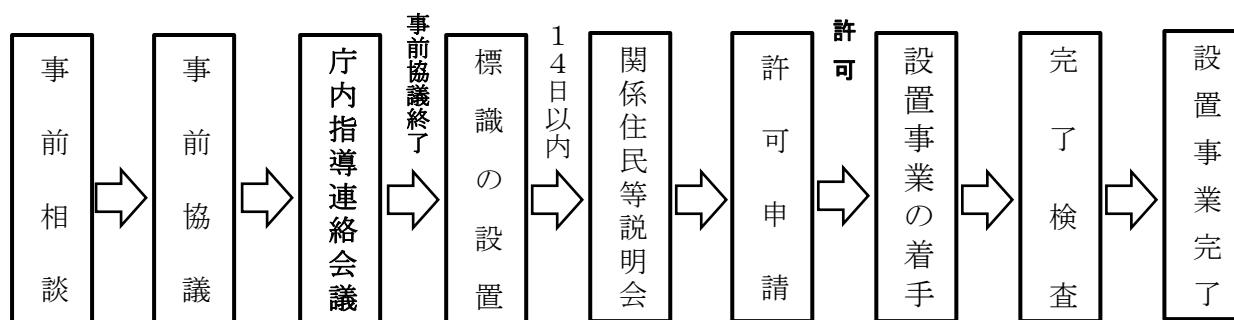 事前相談
事前協議
庁内指導連絡会議
事前協議終了
標識の設置
14日以内
関係住民等説明会
許可申請
許可
設置事業の着手
完了検査
設置事業完了